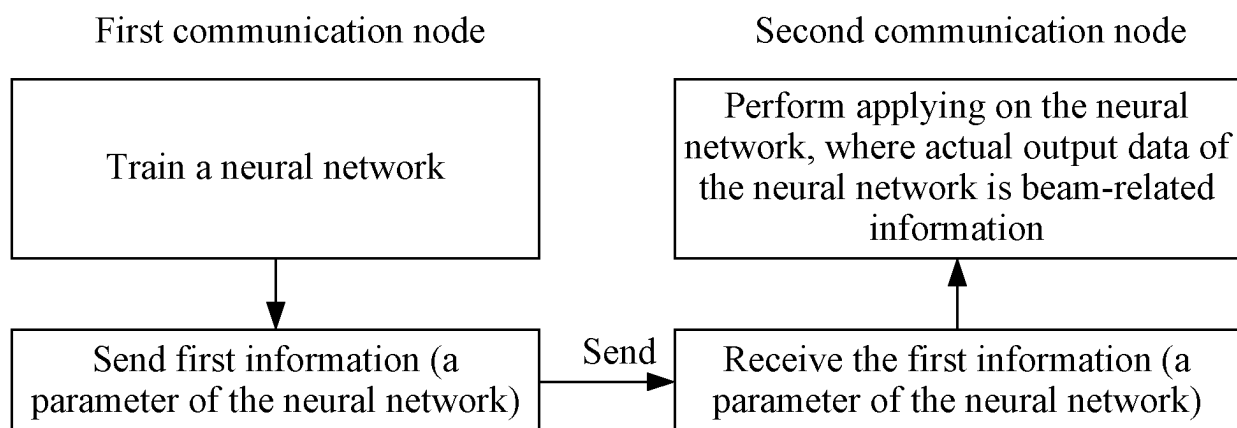 First communication node
Second communication node
Train a neural network
Perform applying on the neural
network, where actual output data of
the neural network is beam-related
information
Send first information (a
parameter of the neural network)
Send
Receive the first information (a
parameter of the neural network)